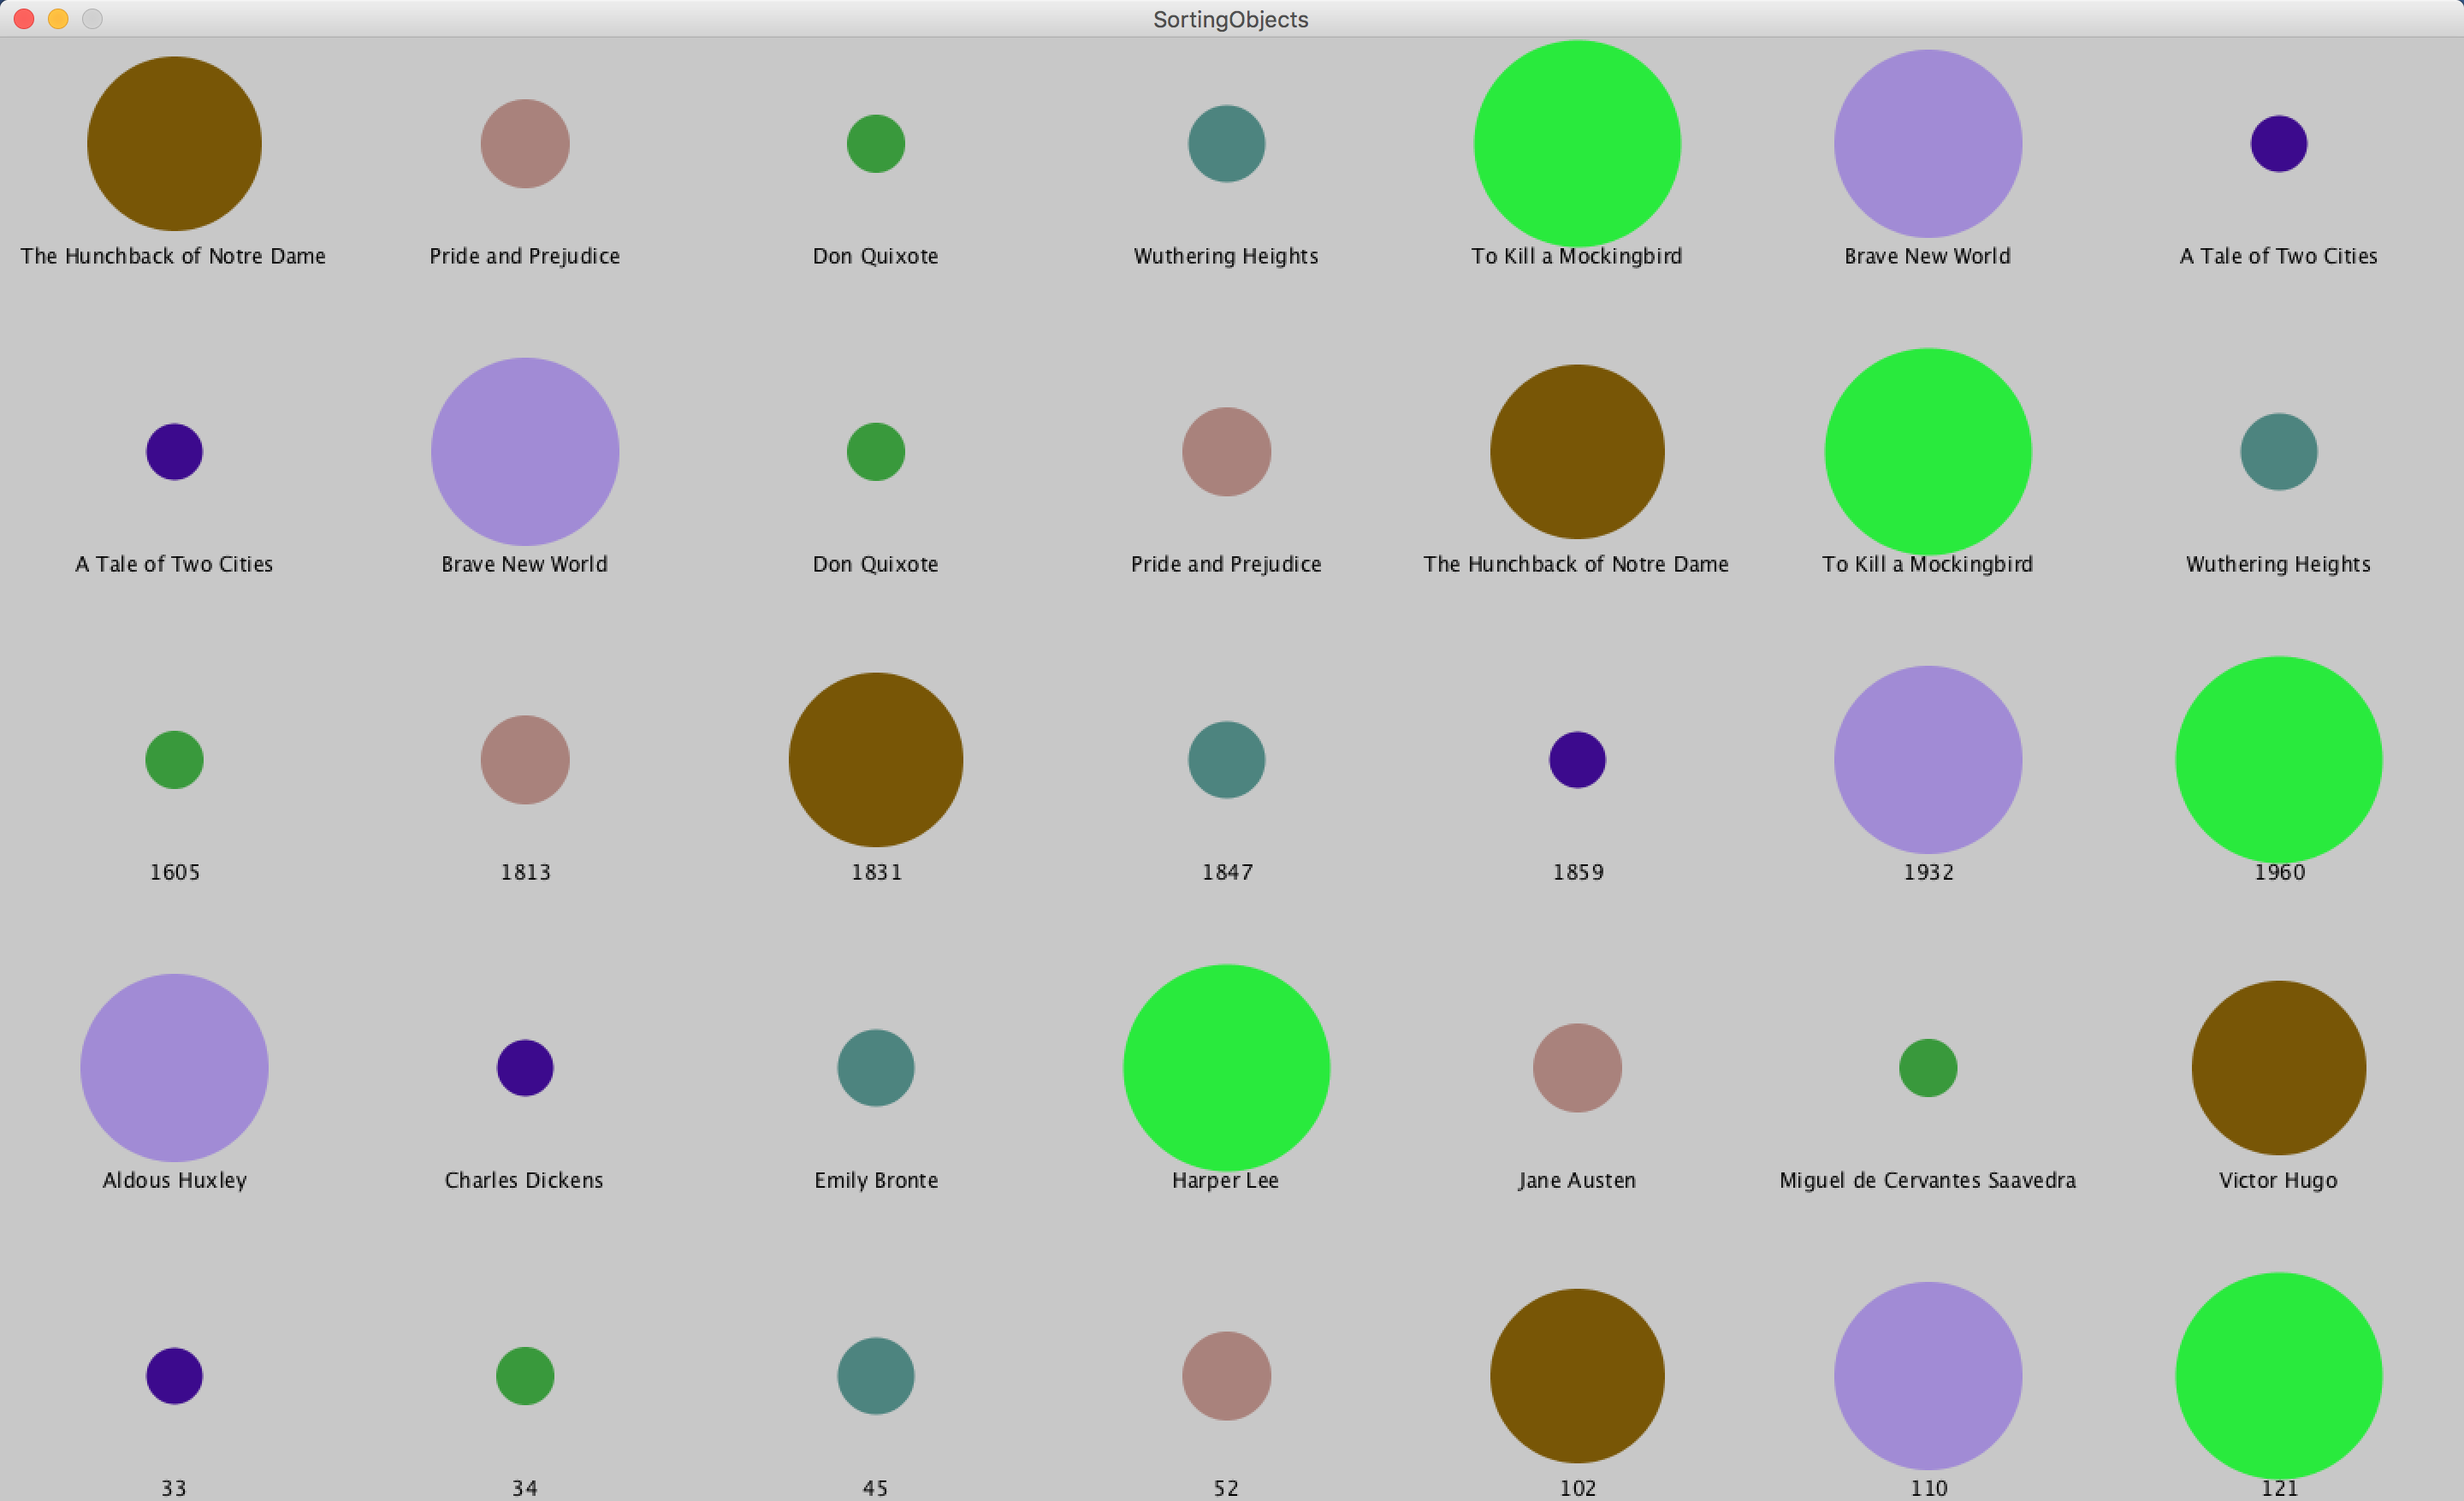 SortingObjects
The Hunchback of Notre Dame Pride and Prejudice Don Quixote Wuthering Heights To Kill a Mockingbird Brave New World A Tale of Two Cities
A Tale of Two Cities Brave New World Don Quixote Pride and Prejudice The Hunchback of Notre Dame To Kill a Mockingbird Wuthering Heights
1605 1813 1831 1847 1859 1932 1960
Aldous Huxley Charles Dickens Emily Bronte Harper Lee Jane Austen Miguel de Cervantes Saavedra Victor Hugo
33 34 45 52 102 110 121